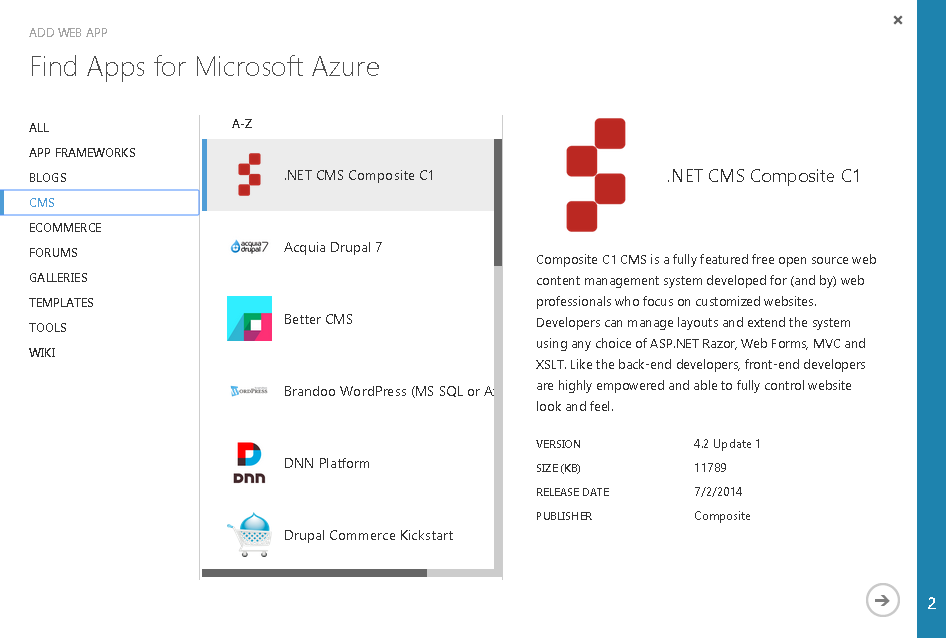 ADD WEB APP
Find Apps for Microsoft Azure
ALL
APP FRAMEWORKS
BLOGS
CMS
ECOMMERCE
FORUMS
GALLERIES
TEMPLATES
TOOLS
WIKI
A-Z
.NET CMS Composite C1
acquia drupal 7
Acquia Drupal 7
Better CMS
WORDPRESS
Brandoo WordPress (MS SQL or A
DNN
DNN Platform
Drupal Commerce Kickstart
.NET CMS Composite C1
Composite C1 CMS is a fully featured free open source web
content management system developed for (and by) web
professionals who focus on customized websites.
Developers can manage layouts and extend the system
using any choice of ASP.NET Razor, Web Forms, MVC and
XSLT. Like the back-end developers, front-end developers
are highly empowered and able to fully control website
look and feel.
VERSION 4.2 Update 1
SIZE (KB) 11789
RELEASE DATE 7/2/2014
PUBLISHER Composite
2